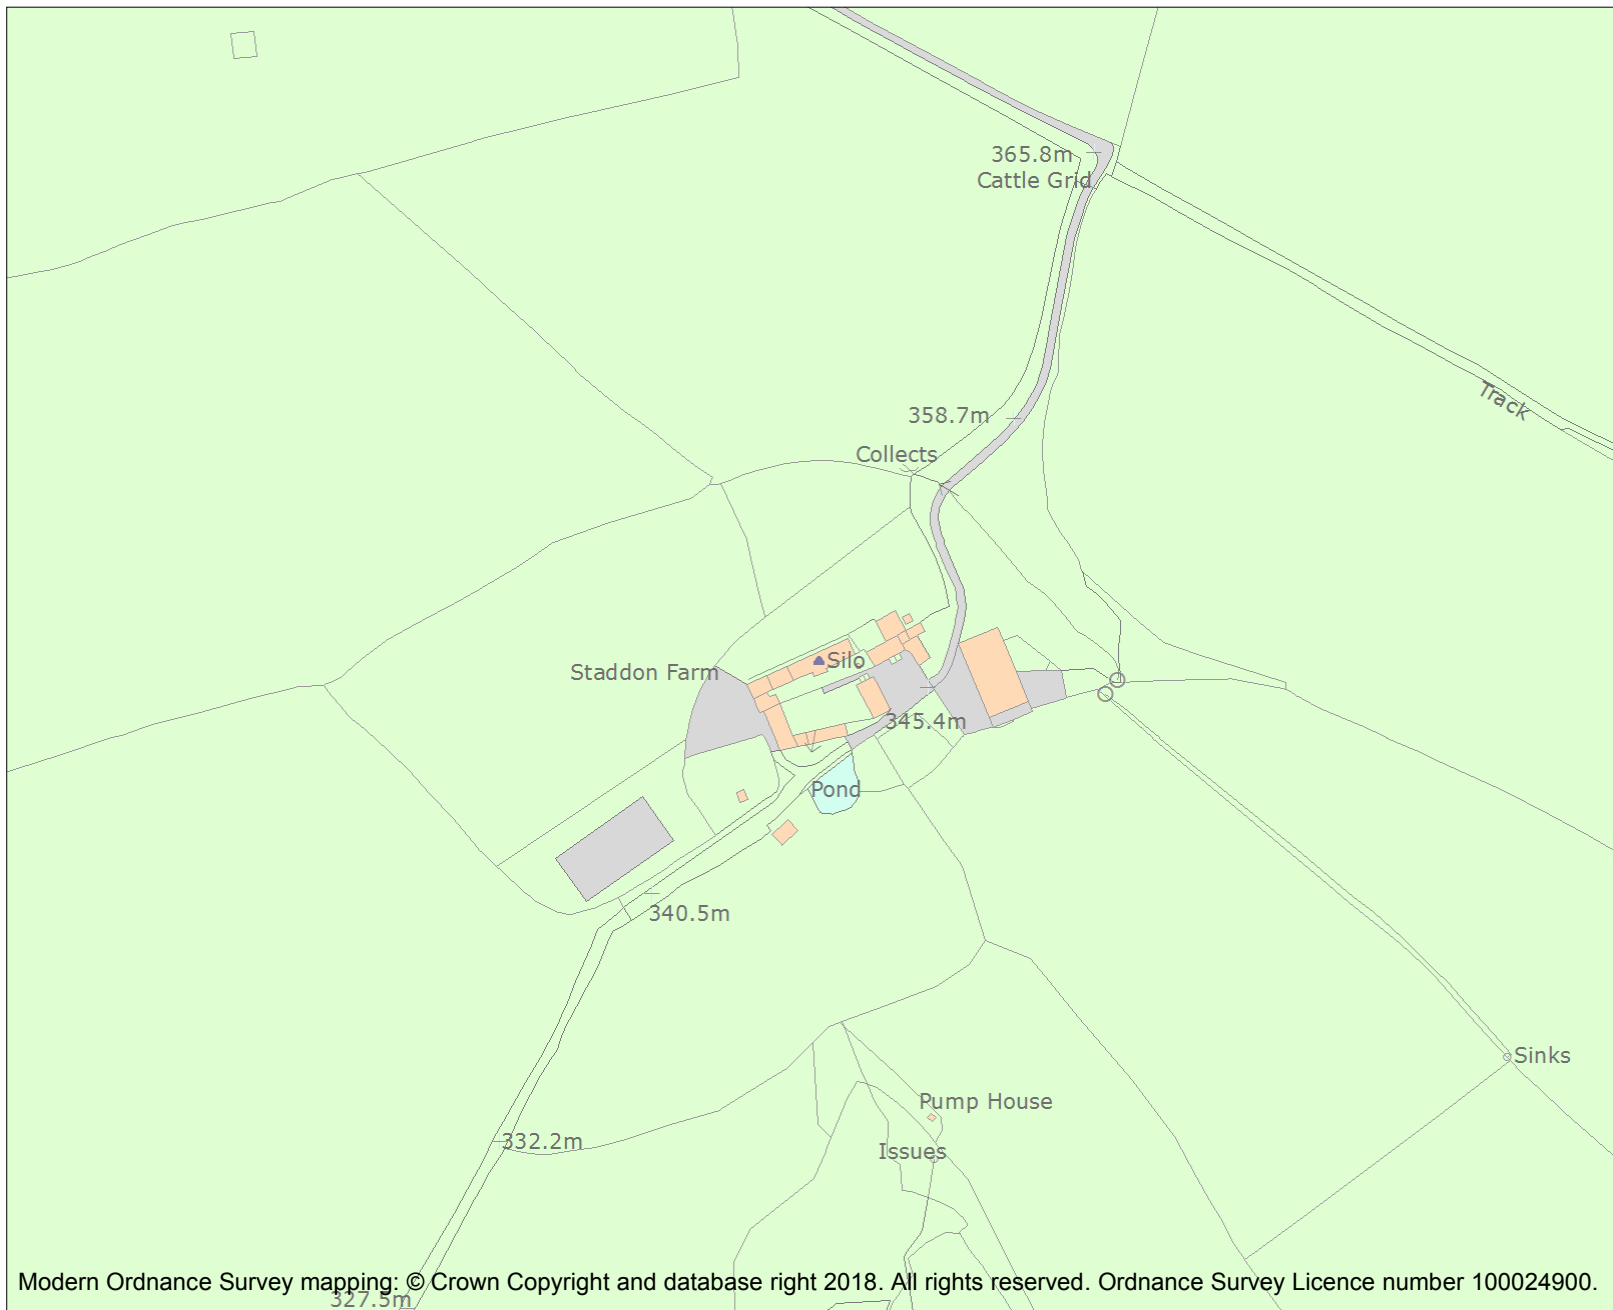 365.8m
Cattle Grid
Track
358.7m
Collects
Silo
Staddon Farm
345.4m
Pond
340.5m
Sinks
Pump House
332.2m
Issues
Modern Ordnance Survey mapping: © Crown Copyright and database right 2018. All rights reserved. Ordnance Survey Licence number 100024900.
327.5m